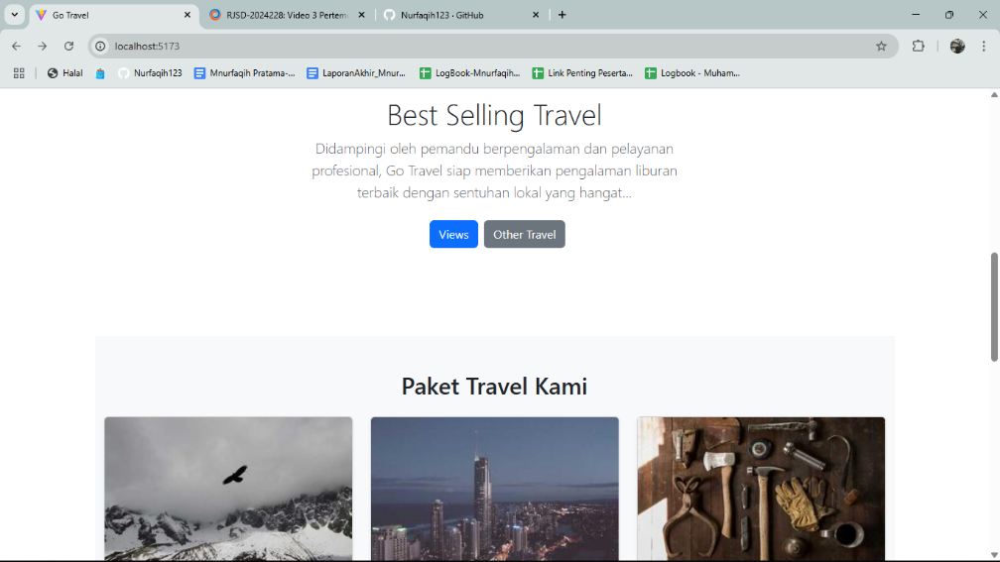 Go Travel
RJSD-2024228: Video 3 Pertem
Nurfaqih123 · GitHub
localhost:5173
Halal
Nurfaqih123
Mnurfaqih Pratama-...
LaporanAkhir_Mnur...
LogBook-Mnurfaqih...
Link Penting Peserta...
Logbook - Muham...
Best Selling Travel
Didampingi oleh pemandu berpengalaman dan pelayanan
profesional, Go Travel siap memberikan pengalaman liburan
terbaik dengan sentuhan lokal yang hangat...
Views
Other Travel
Paket Travel Kami